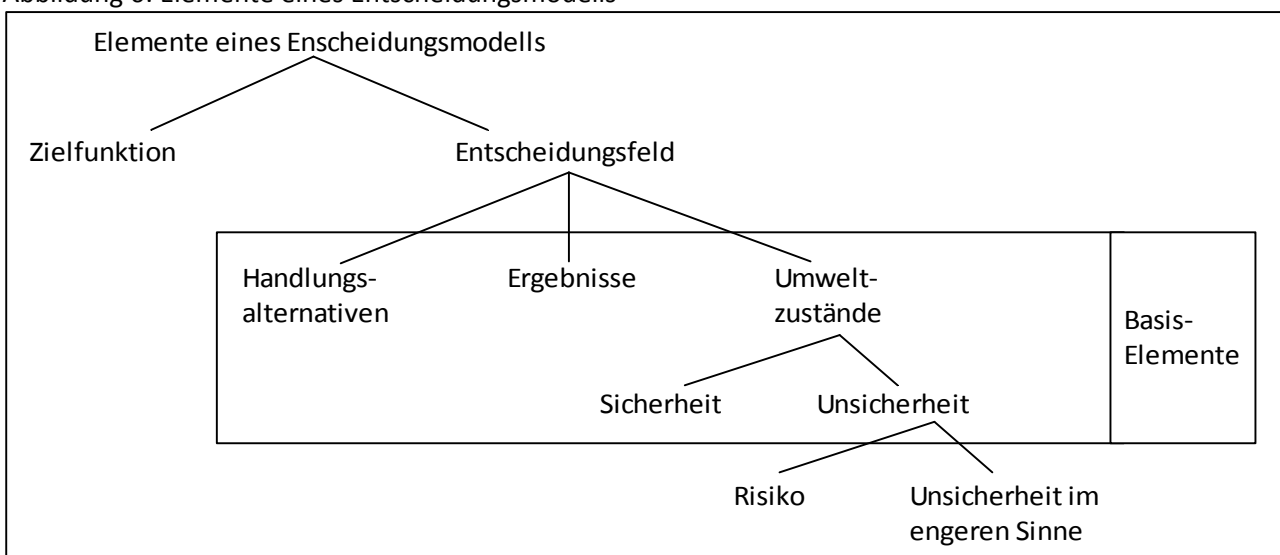 Abbildung 6: Elemente eines Entscheidungsmodells
Elemente eines Enscheidungsmodells
Zielfunktion
Entscheidungsfeld
Handlungs-
alternativen
Ergebnisse
Umwelt-
zustände
Basis-
Elemente
Sicherheit
Unsicherheit
Risiko
Unsicherheit im
engeren Sinne